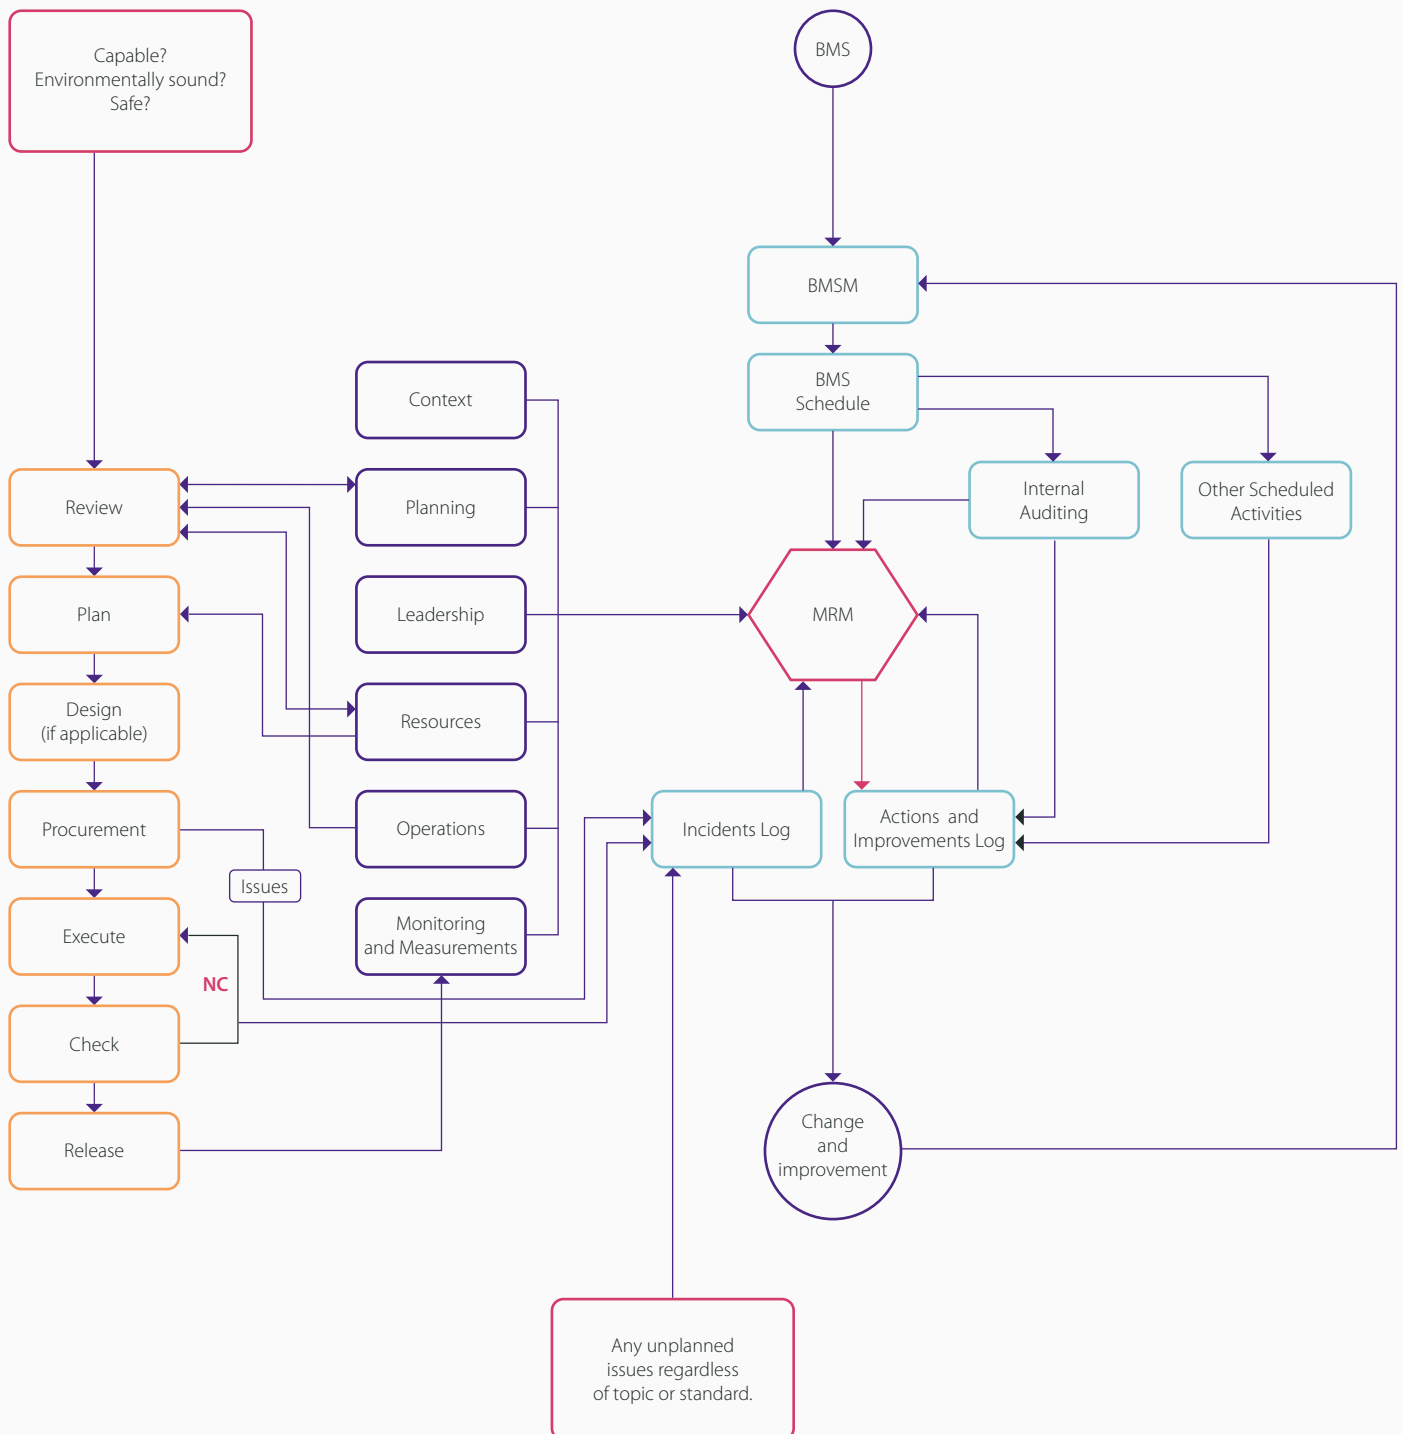 Capable?
Environmentally sound?
Safe?
BMS
BMSM
BMS
Schedule
Context
Review
Planning
Internal
Auditing
Other Scheduled
Activities
Plan
Leadership
MRM
Design
(if applicable)
Resources
Procurement
Operations
Incidents Log
Actions and
Improvements Log
Issues
Execute
Monitoring
and Measurements
NC
Check
Release
Change
and
improvement
Any unplanned
issues regardless
of topic or standard.